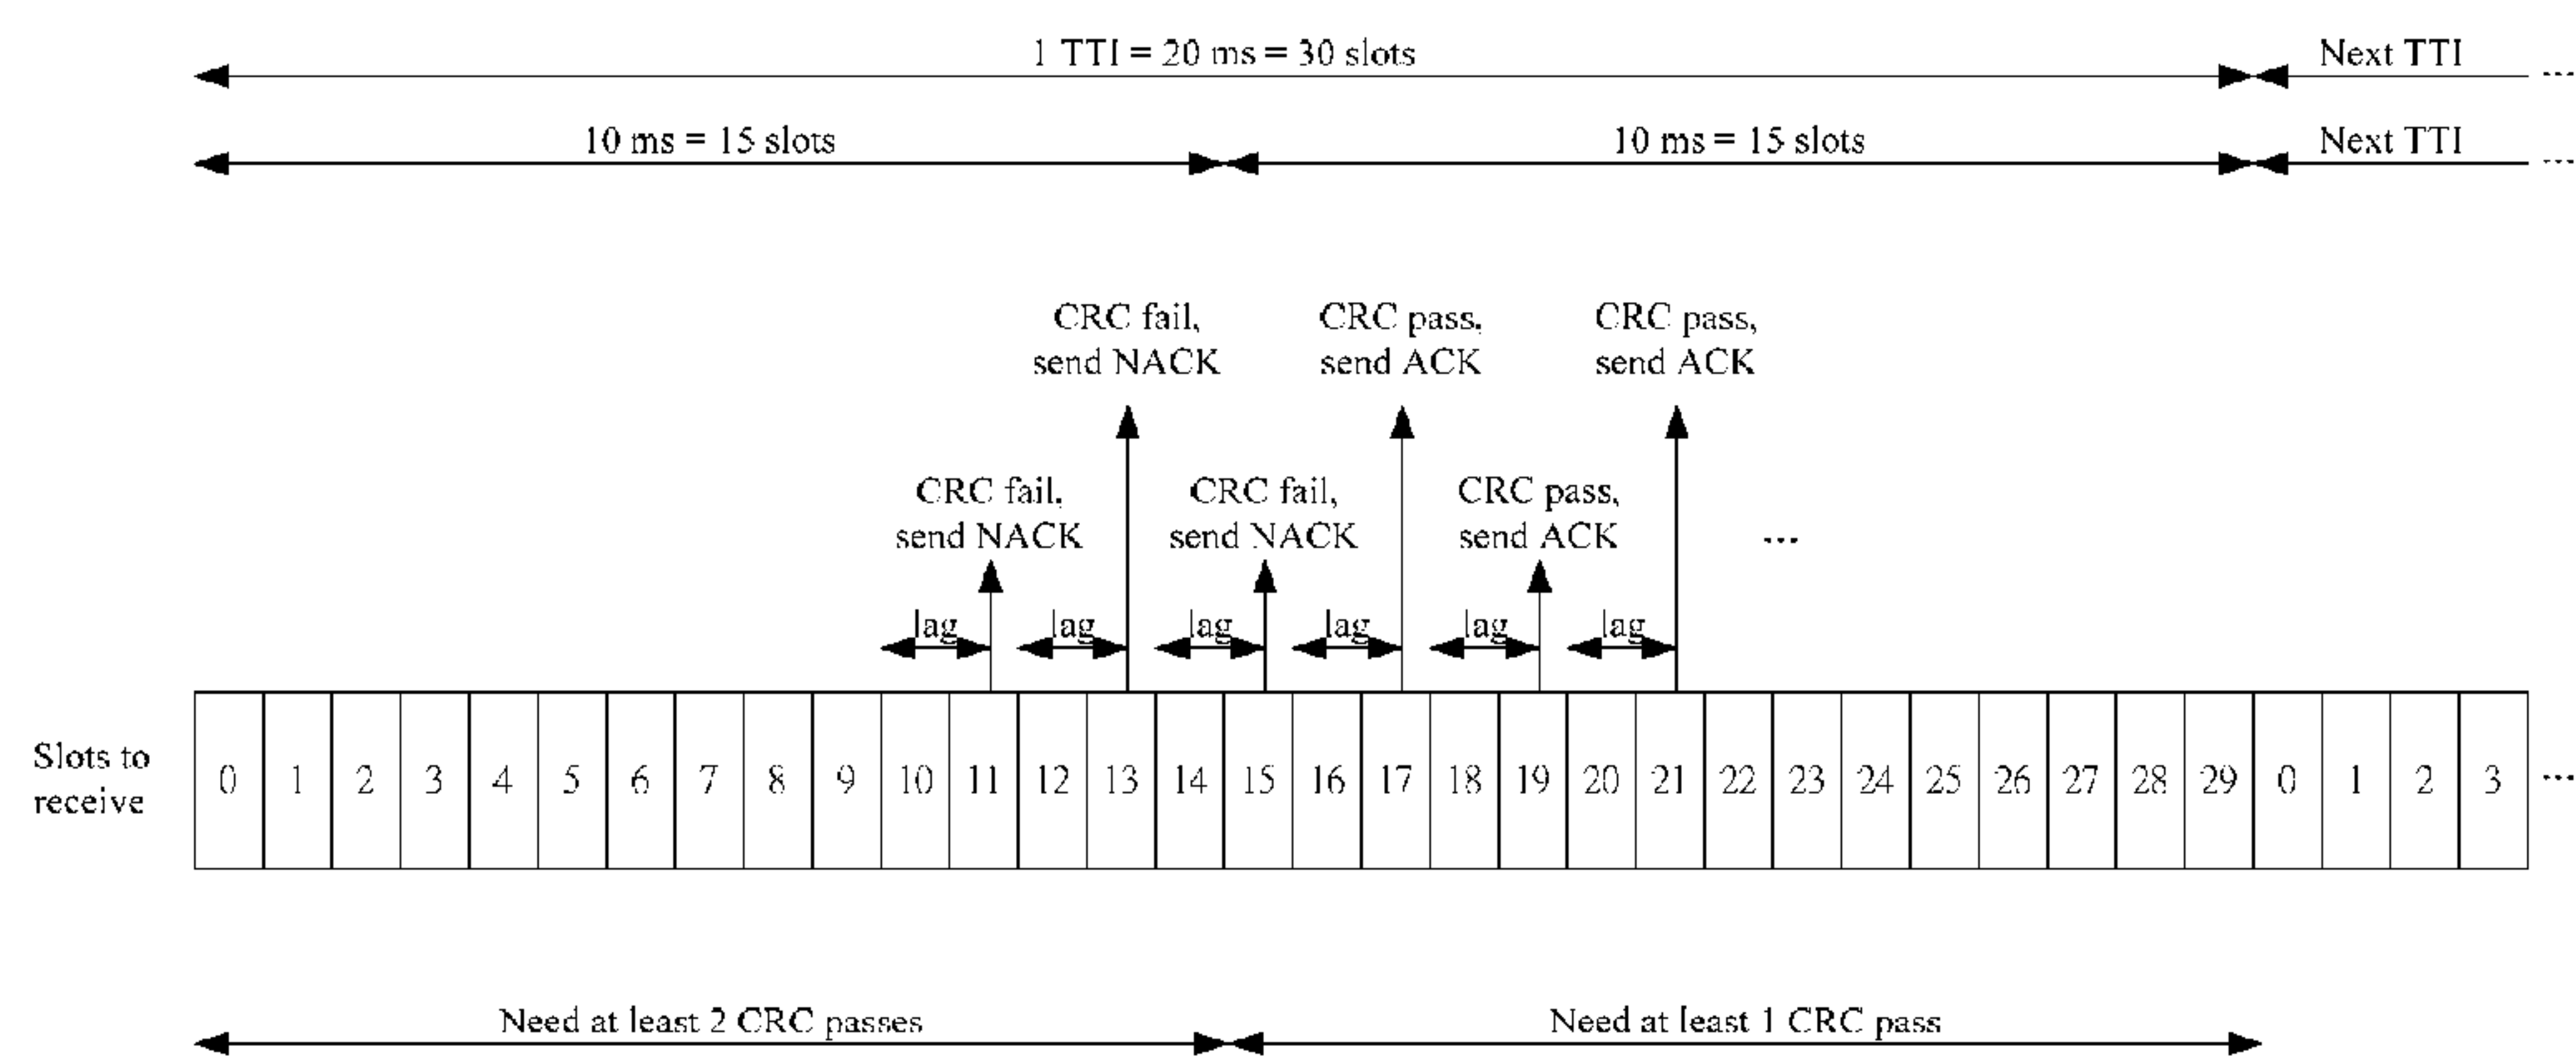 1 TTI = 20 ms = 30 slots
Next TTI
...
10 ms = 15 slots
10 ms = 15 slots
Next TTI
...
CRC fail,
send NACK
CRC pass,
send ACK
CRC pass,
send ACK
CRC fail,
send NACK
CRC fail,
send NACK
CRC pass,
send ACK
...
lag
lag
lag
lag
lag
lag
Slots to
receive
0 1 2 3 4 5 6 7 8 9 10 11 12 13 14 15 16 17 18 19 20 21 22 23 24 25 26 27 28 29 0 1 2 3 ...
Need at least 2 CRC passes
Need at least 1 CRC pass